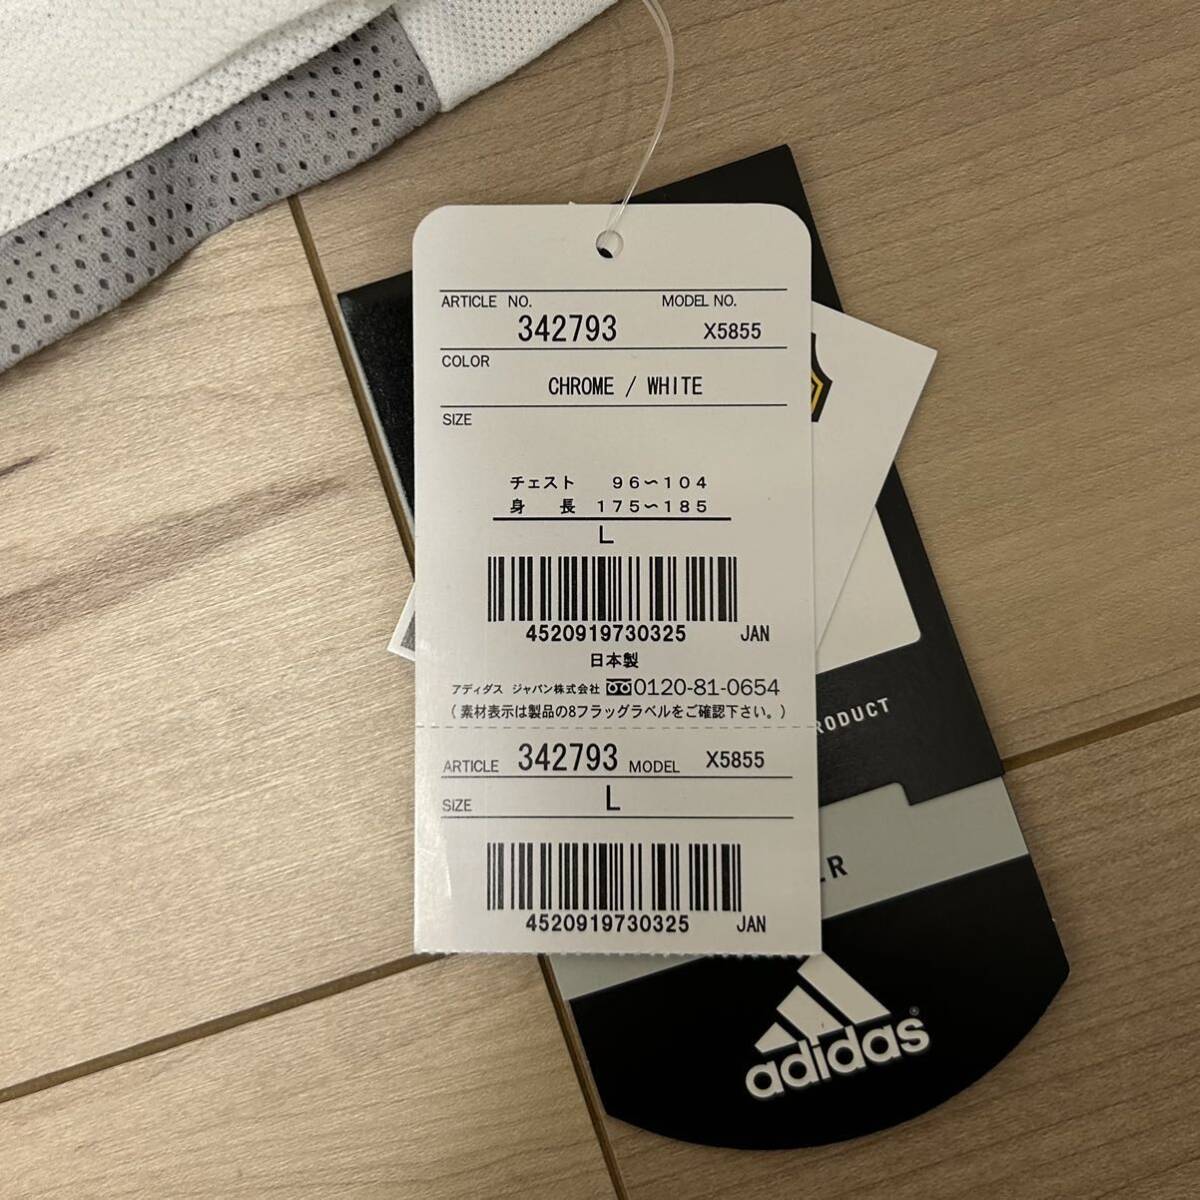 ARTICLE NO. MODEL NO.
342793 X5855
COLOR
CHROME / WHITE
SIZE
チェスト 96~104
身 長 175~185
L
4520919730325 JAN
日本製
アディダス ジャパン株式会社 0120-81-0654
(素材表示は製品の8フラッグラベルをご確認下さい。)
ARTICLE 342793 MODEL X5855
SIZE L
4520919730325 JAN
adidas®